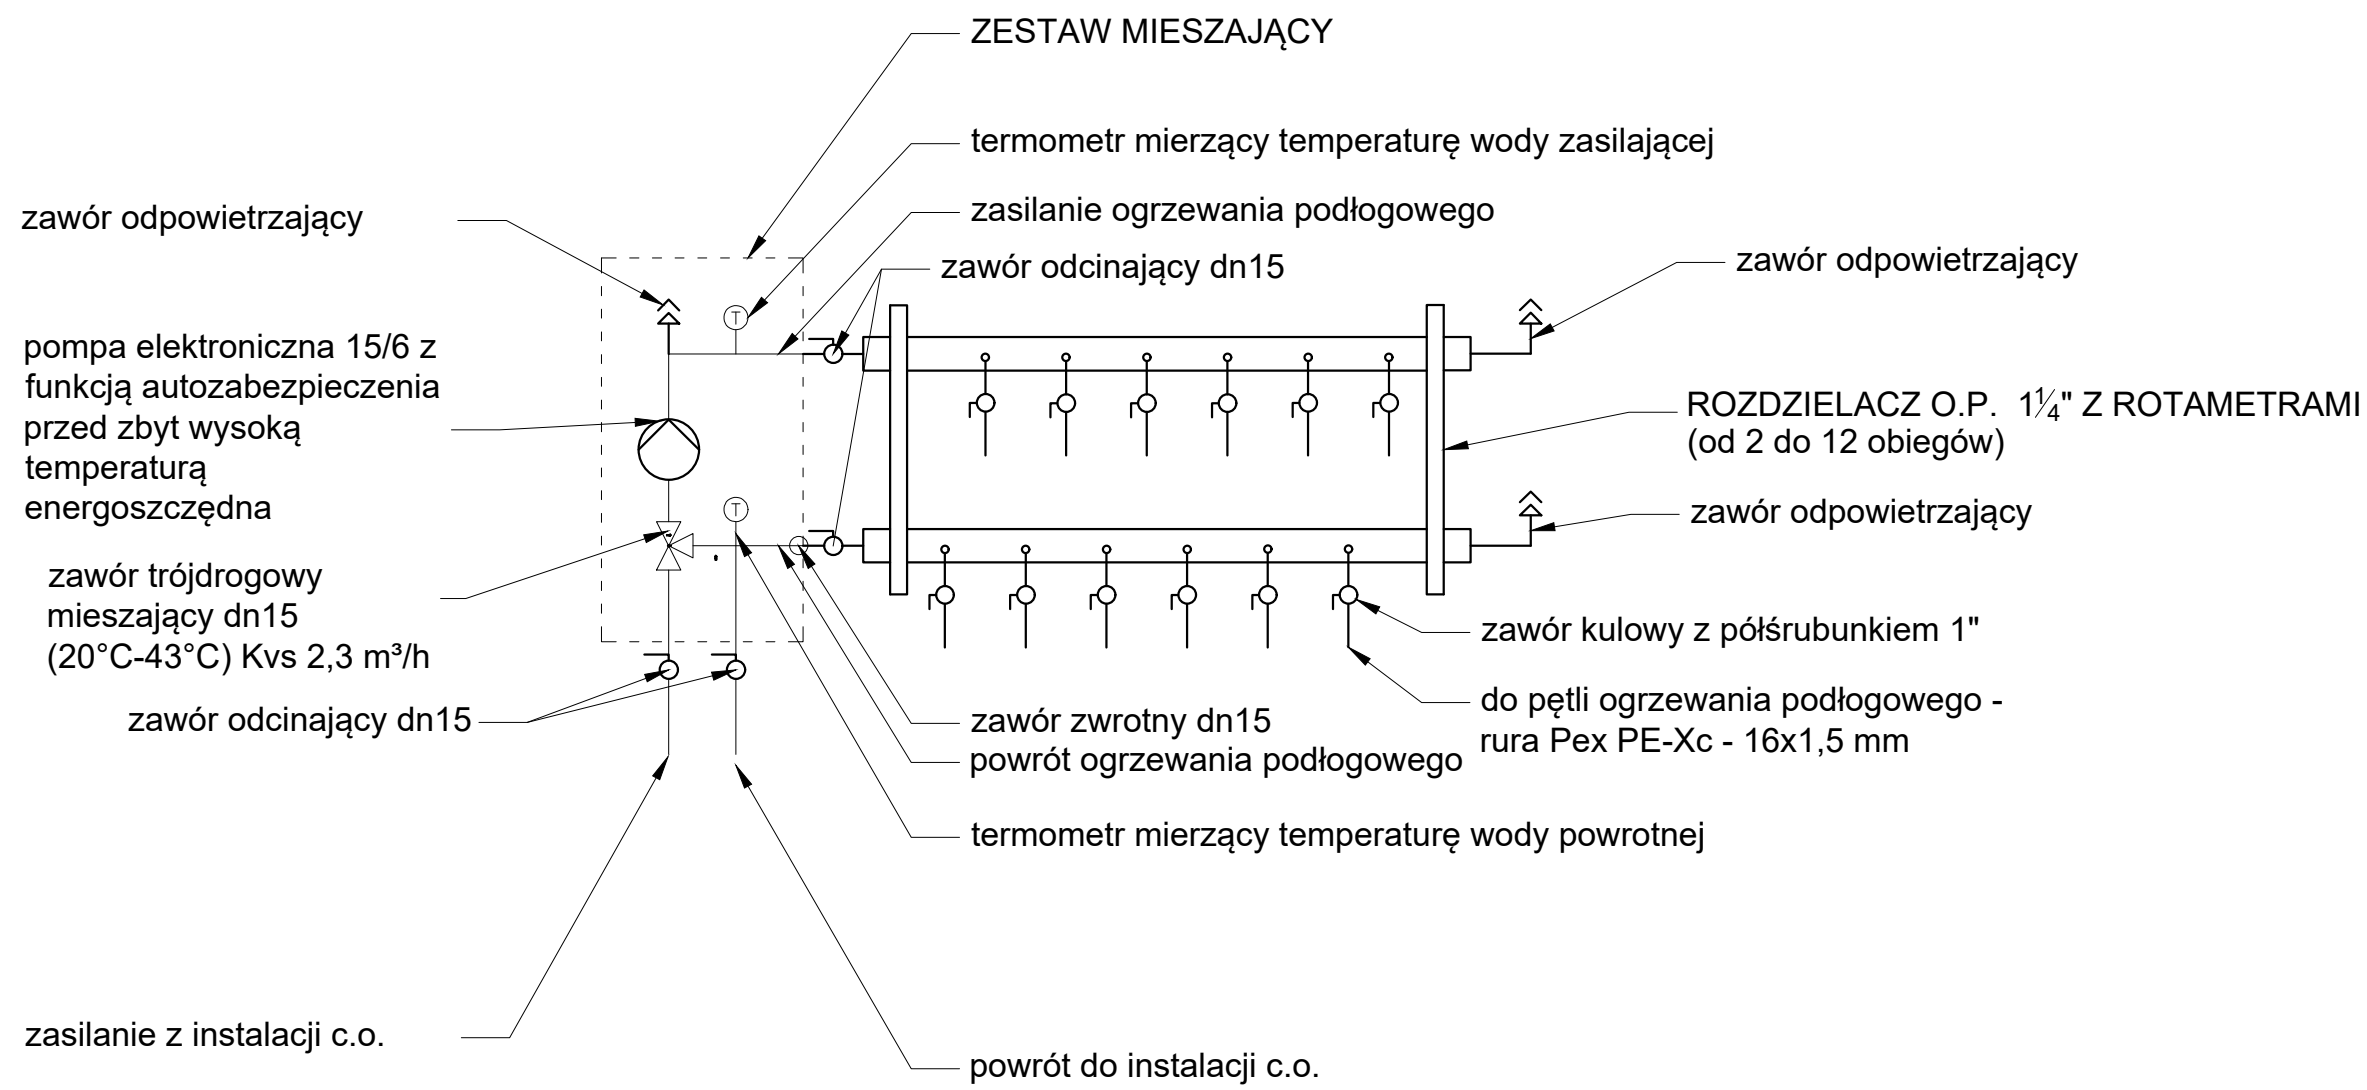 ZESTAW MIESZAJĄCY
termometr mierzący temperaturę wody zasilającej
zawór odpowietrzający
zasilanie ogrzewania podłogowego
zawór odcinający dn15
zawór odpowietrzający
T
pompa elektroniczna 15/6 z
funkcją autozabezpieczenia
przed zbyt wysoką
temperaturą
energoszczędna
ROZDZIELACZ O.P. 1¼" Z ROTAMETRAMI
(od 2 do 12 obiegów)
T
zawór odpowietrzający
zawór trójdrogowy
mieszający dn15
(20°C-43°C) Kvs 2,3 m³/h
zawór kulowy z półśrubunkiem 1"
zawór odcinający dn15
zawór zwrotny dn15
powrót ogrzewania podłogowego
do pętli ogrzewania podłogowego -
rura Pex PE-Xc - 16x1,5 mm
termometr mierzący temperaturę wody powrotnej
zasilanie z instalacji c.o.
powrót do instalacji c.o.